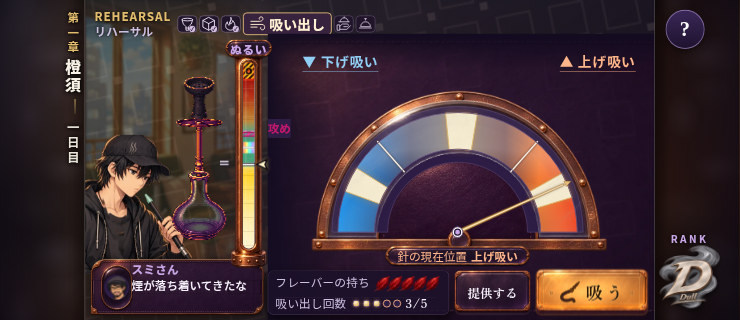 第一章 橙須 — 一日目
REHEARSAL
リハーサル
吸い出し
?
ぬるい
▼ 下げ吸い
▲ 上げ吸い
攻め
=
針の現在位置 上げ吸い
スミさん
煙が落ち着いてきたな
フレーバーの持ち
吸い出し回数 3/5
提供する
吸う
RANK
D
Doll